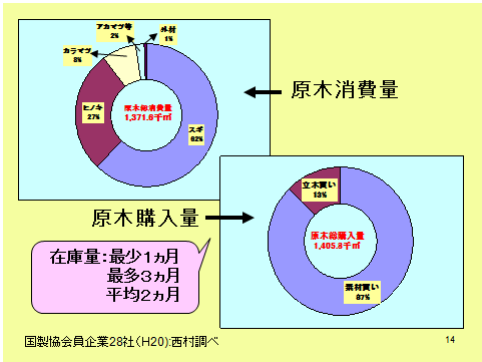 アカマツ等
2%
外材
1%
カラマツ
8%
ヒノキ
27%
原木総消費量
1,371.6千㎥
スギ
62%
原木消費量
原木購入量
立木買い
13%
原木総購入量
1,405.8千㎥
素材買い
87%
在庫量:最少1ヵ月
最多3ヵ月
平均2ヵ月
国製協会員企業28社(H20):西村調べ
14